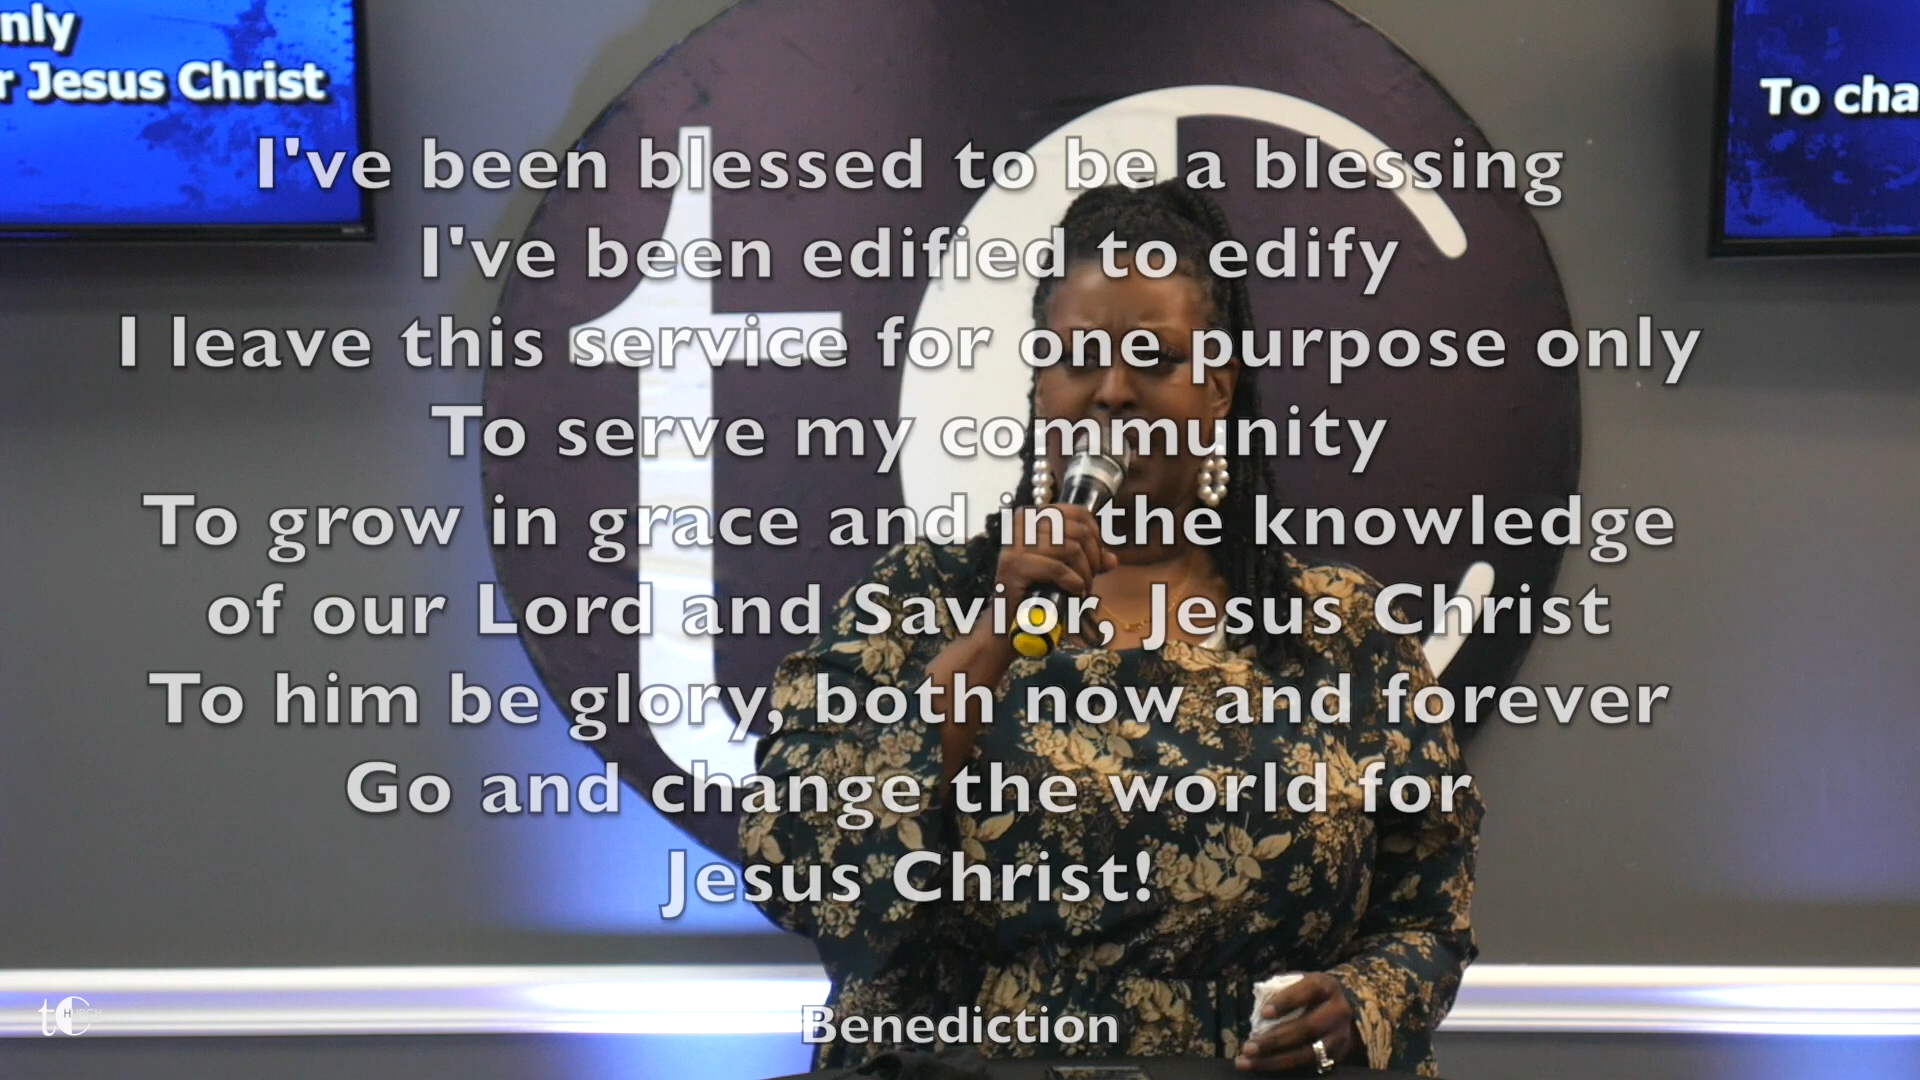 nly
r Jesus Christ
To cha
tC
I've been blessed to be a blessing
I've been edified to edify
I leave this service for one purpose only
To serve my community
To grow in grace and in the knowledge
of our Lord and Savior, Jesus Christ
To him be glory, both now and forever
Go and change the world for
Jesus Christ!
tCHURCH
Benediction